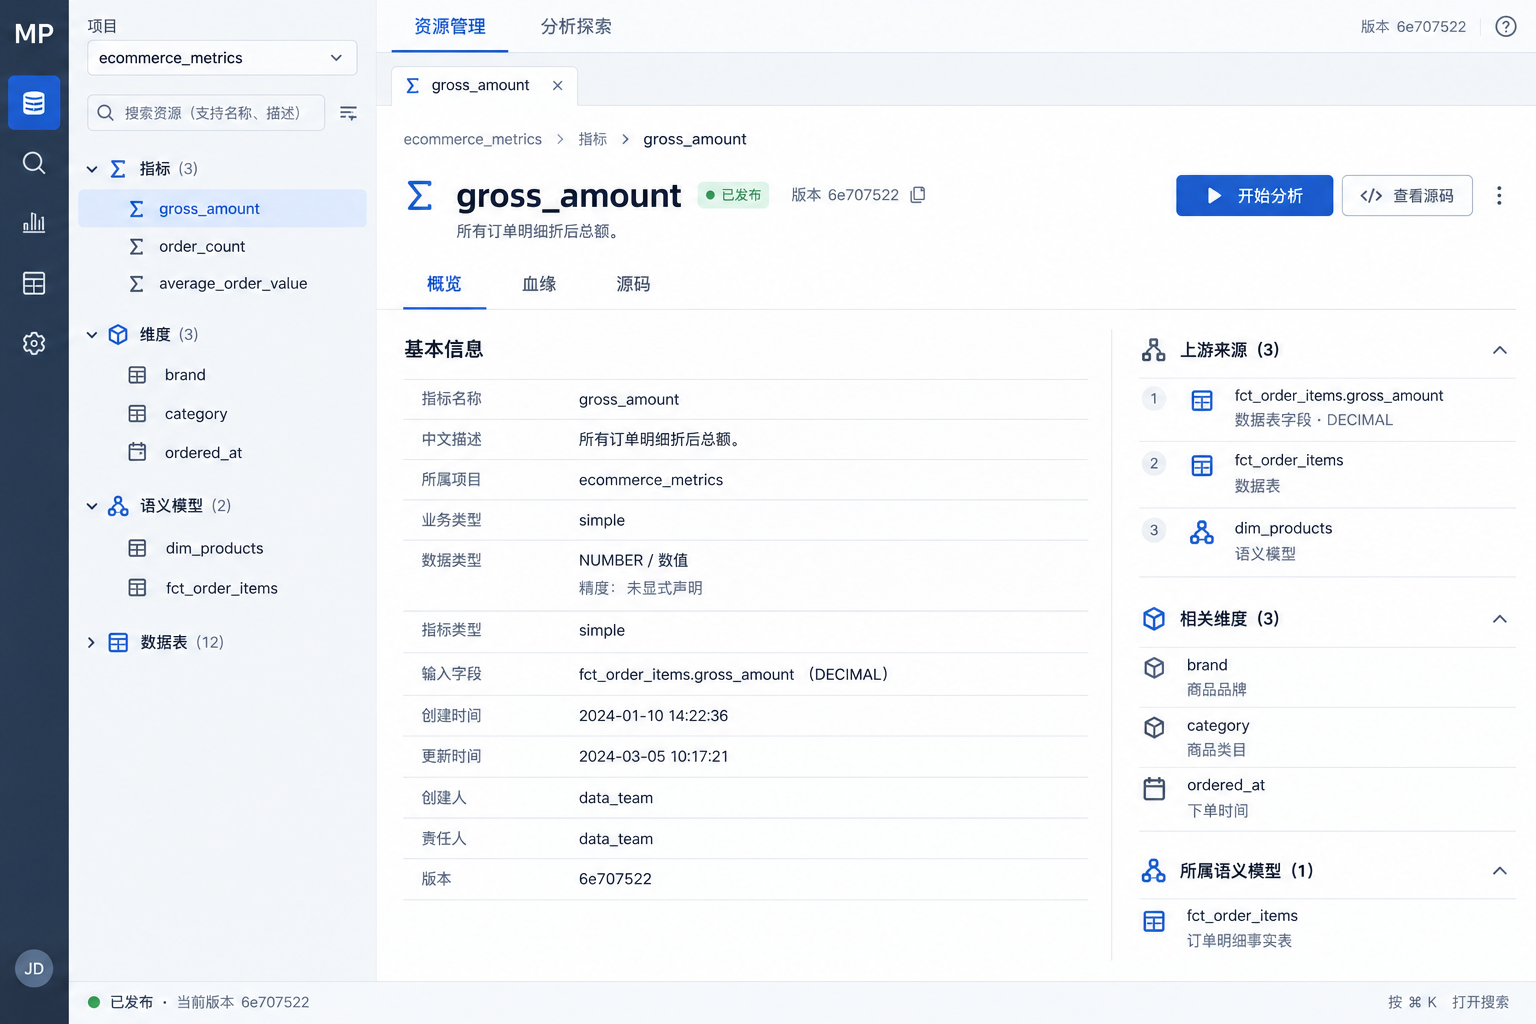 MP
项目
ecommerce_metrics
搜索资源（支持名称、描述）
指标 (3)
gross_amount
order_count
average_order_value
维度 (3)
brand
category
ordered_at
语义模型 (2)
dim_products
fct_order_items
数据表 (12)
JD
资源管理
分析探索
版本 6e707522
gross_amount
ecommerce_metrics > 指标 > gross_amount
gross_amount
已发布
版本 6e707522
所有订单明细折后总额。
开始分析
</> 查看源码
概览
血缘
源码
基本信息
指标名称 gross_amount
中文描述 所有订单明细折后总额。
所属项目 ecommerce_metrics
业务类型 simple
数据类型 NUMBER / 数值
精度： 未显式声明
指标类型 simple
输入字段 fct_order_items.gross_amount （DECIMAL）
创建时间 2024-01-10 14:22:36
更新时间 2024-03-05 10:17:21
创建人 data_team
責任人 data_team
版本 6e707522
上游来源 (3)
1 fct_order_items.gross_amount
数据表字段 · DECIMAL
2 fct_order_items
数据表
3 dim_products
语义模型
相关维度 (3)
brand
商品品牌
category
商品类目
ordered_at
下单时间
所属语义模型 (1)
fct_order_items
订单明细事实表
已发布 · 当前版本 6e707522
按 ⌘ K 打开搜索